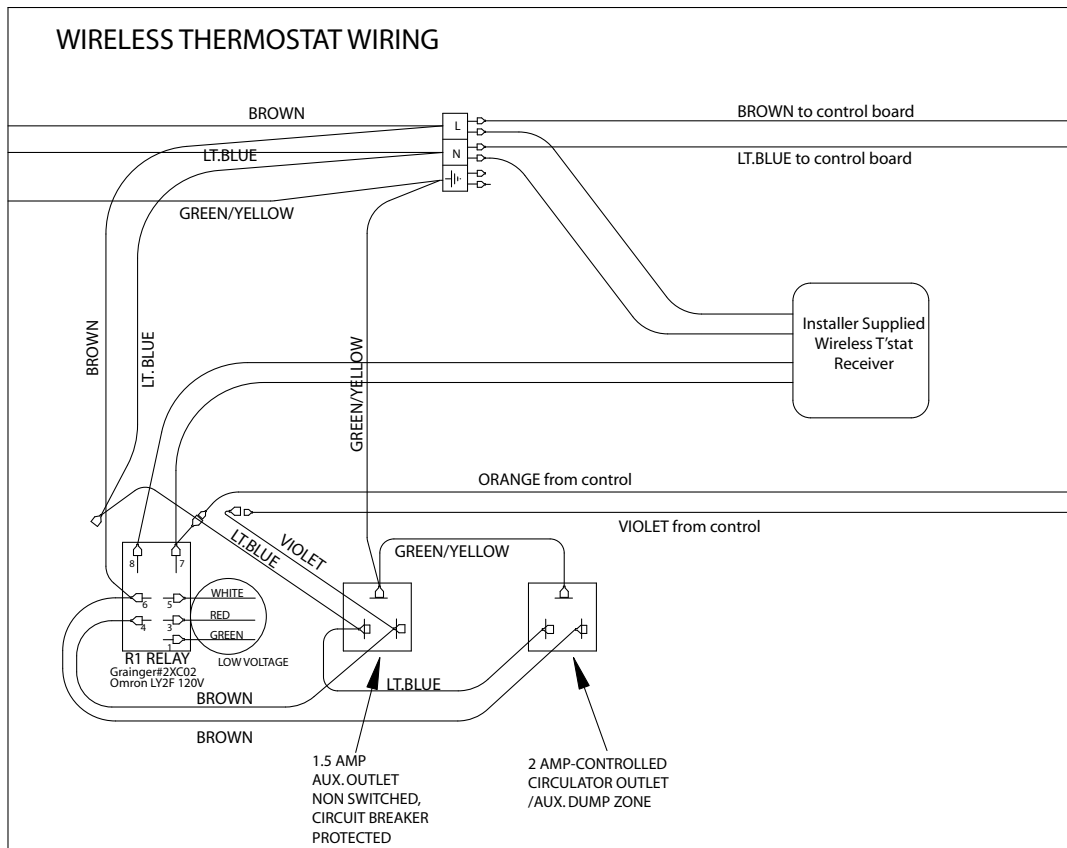 WIRELESS THERMOSTAT WIRING
BROWN
BROWN to control board
L
LT.BLUE
N
LT.BLUE to control board
GREEN/YELLOW
Installer Supplied
Wireless T'stat
Receiver
BROWN
LT. BLUE
GREEN/YELLOW
ORANGE from control
VIOLET from control
LT.BLUE
VIOLET
GREEN/YELLOW
8
7
6
5
WHITE
4
3
RED
1
GREEN
LOW VOLTAGE
R1 RELAY
Grainger#2XC02
Omron LY2F 120V
LT.BLUE
BROWN
BROWN
1.5 AMP
AUX. OUTLET
NON SWITCHED,
CIRCUIT BREAKER
PROTECTED
2 AMP-CONTROLLED
CIRCULATOR OUTLET
/AUX. DUMP ZONE